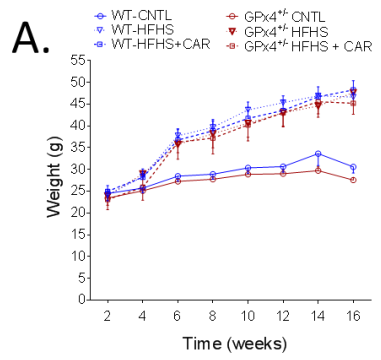 A.
WT-CNTL
WT-HFHS
WT-HFHS+CAR
GPx4+/- CNTL
GPx4+/- HFHS
GPx4+/- HFHS + CAR
Weight (g)
55
50
45
40
35
30
25
20
15
10
5
0
2 4 6 8 10 12 14 16
Time (weeks)